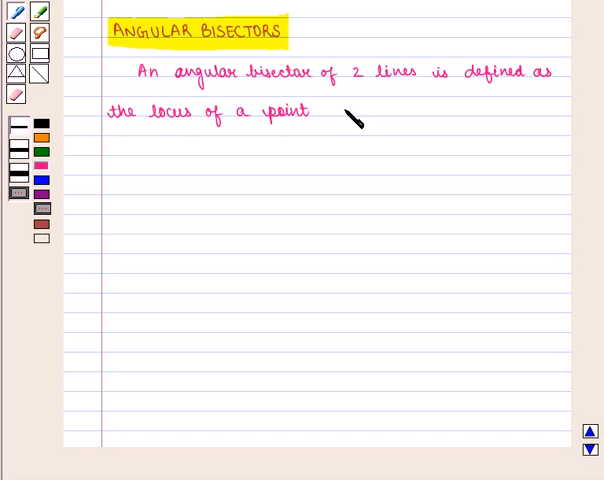 ANGULAR BISECTORS
An angular bisector of 2 lines is defined as
the locus of a point